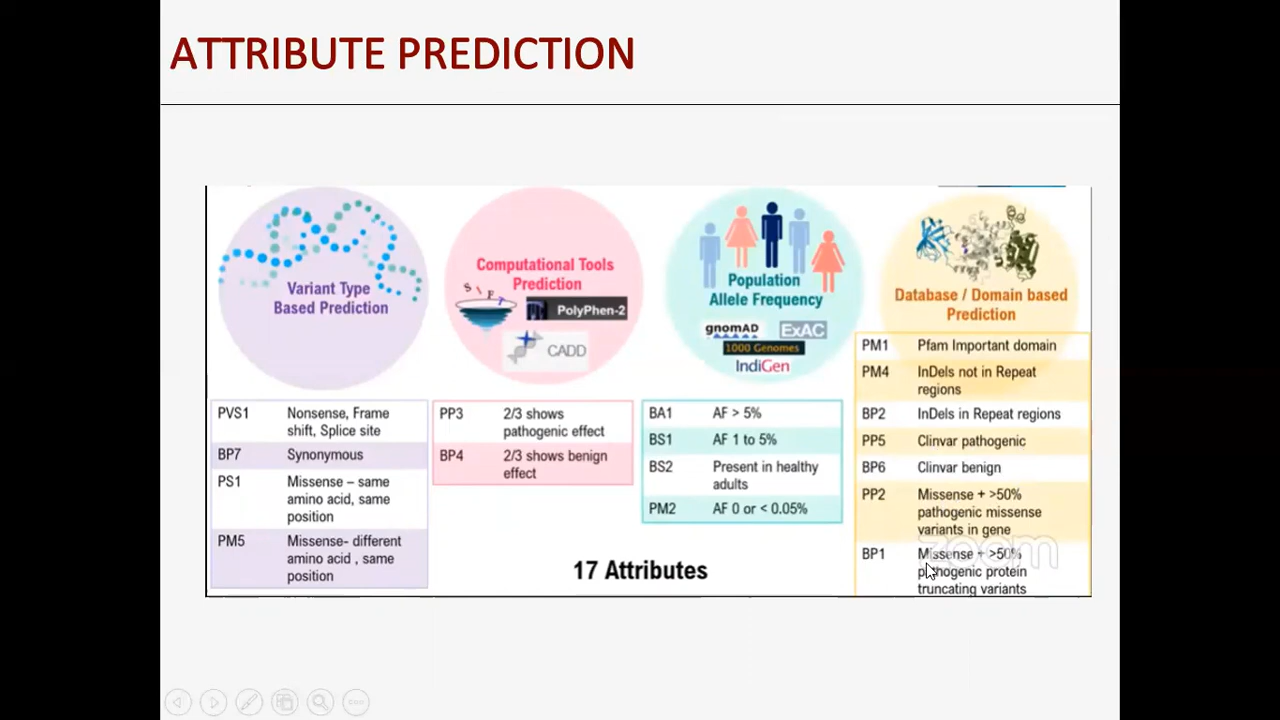 ATTRIBUTE PREDICTION
Variant Type
Based Prediction
PVS1 Nonsense, Frame
shift, Splice site
BP7 Synonymous
PS1 Missense – same
amino acid, same
position
PM5 Missense- different
amino acid , same
position
Computational Tools
Prediction
SIFT
PolyPhen-2
CADD
PP3 2/3 shows
pathogenic effect
BP4 2/3 shows benign
effect
Population
Allele Frequency
gnomAD ExAC
1000 Genomes
IndiGen
BA1 AF > 5%
BS1 AF 1 to 5%
BS2 Present in healthy
adults
PM2 AF 0 or < 0.05%
17 Attributes
Database / Domain based
Prediction
PM1 Pfam Important domain
PM4 InDels not in Repeat
regions
BP2 InDels in Repeat regions
PP5 Clinvar pathogenic
BP6 Clinvar benign
PP2 Missense + >50%
pathogenic missense
variants in gene
BP1 Missense + >50%
pathogenic protein
truncating variants
zoom